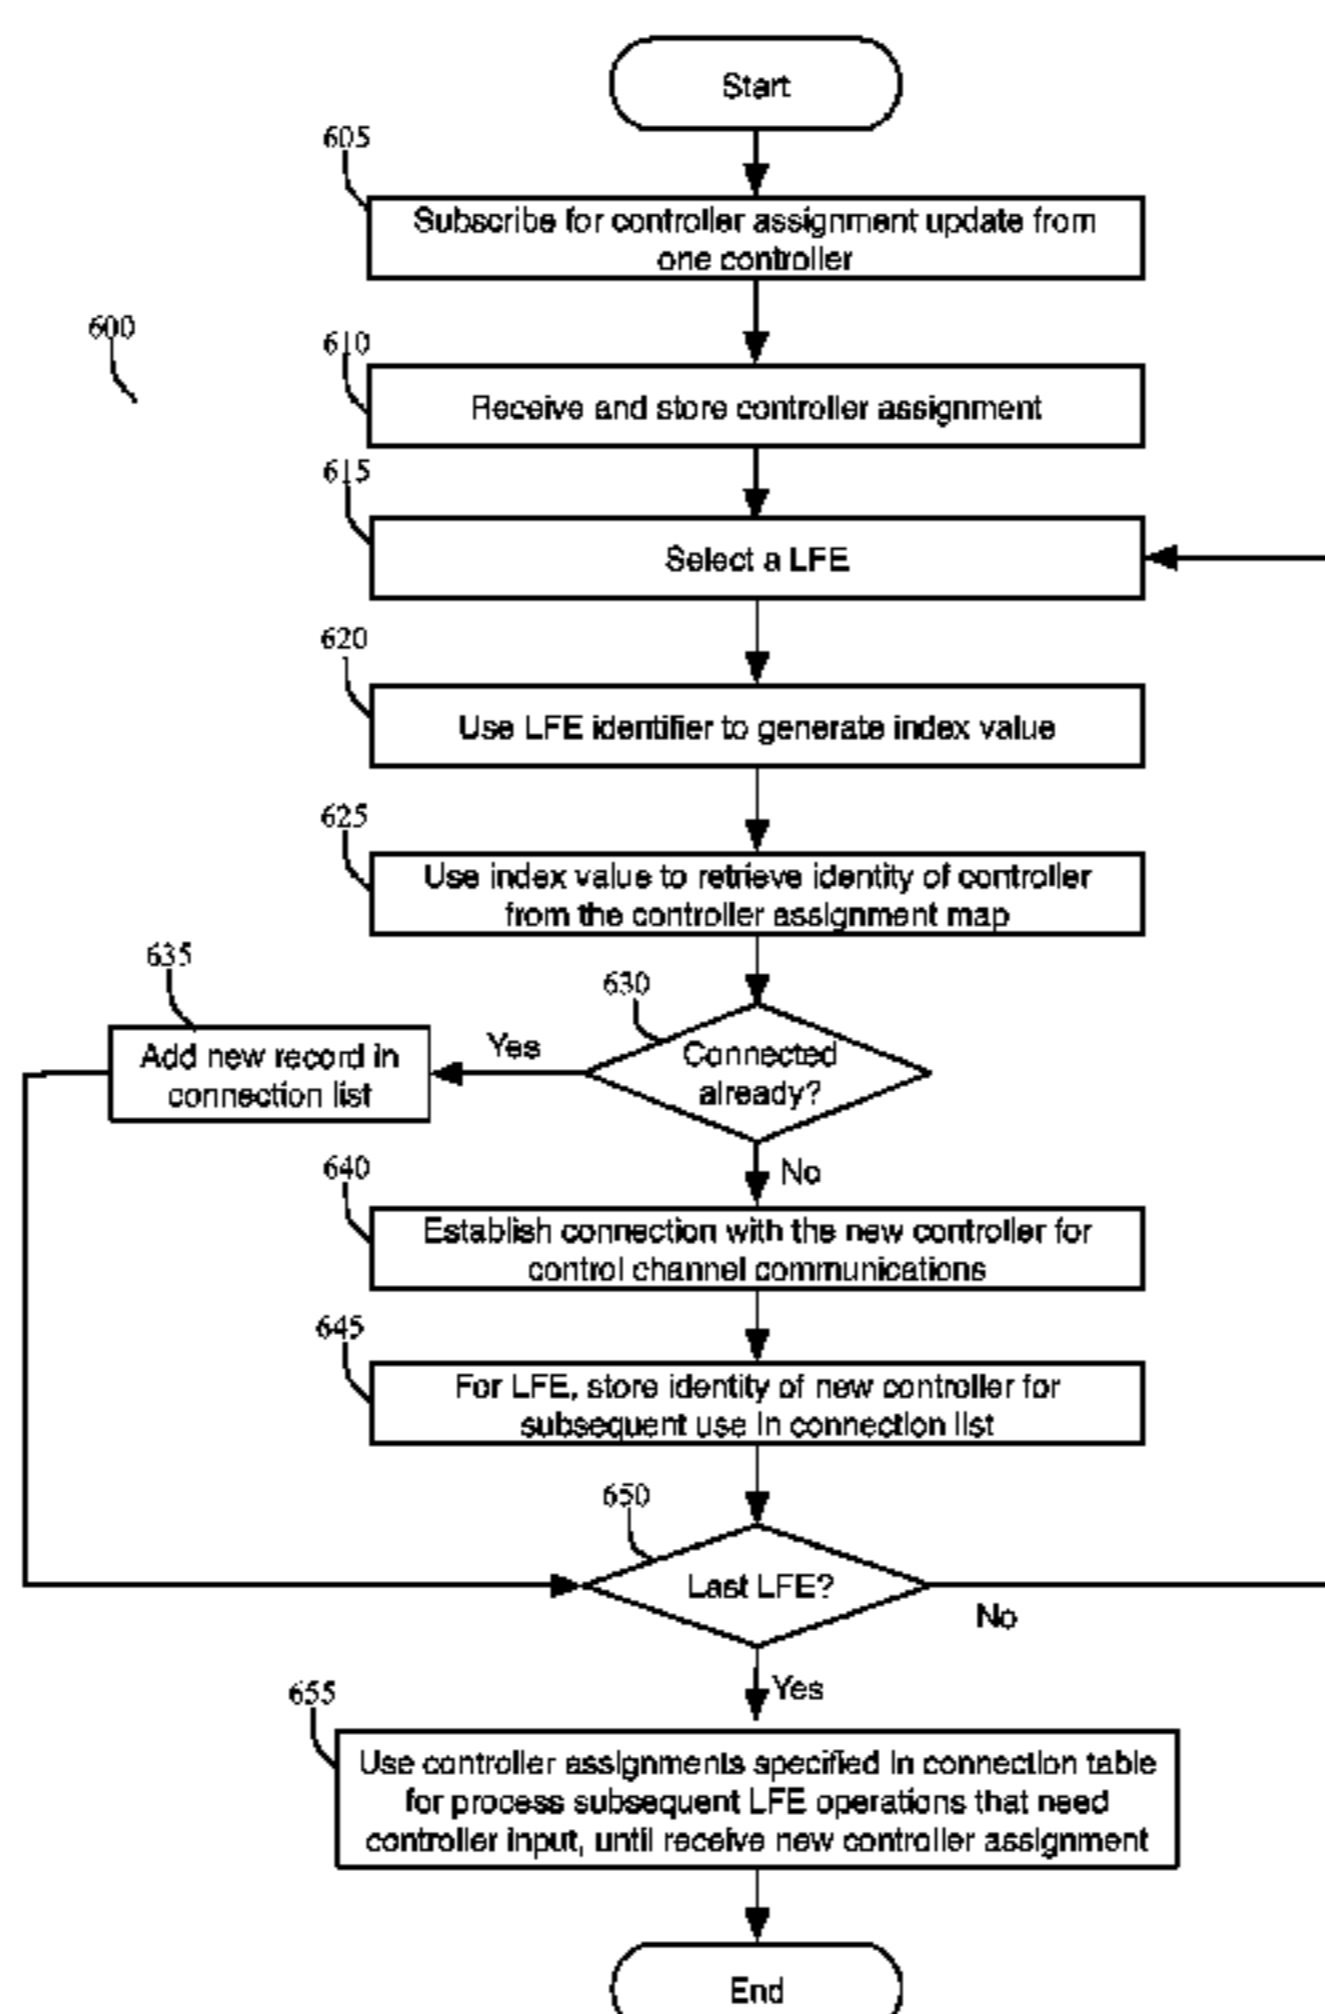 Start
605
Subscribe for controller assignment update from
one controller
600
610
Receive and store controller assignment
615
Select a LFE
620
Use LFE identifier to generate index value
625
Use index value to retrieve identity of controller
from the controller assignment map
635
630
Add new record in
connection list
Yes
Connected
already?
No
640
Establish connection with the new controller for
control channel communications
645
For LFE, store identity of new controller for
subsequent use in connection list
650
Last LFE?
No
Yes
655
Use controller assignments specified in connection table
for process subsequent LFE operations that need
controller input, until receive new controller assignment
End